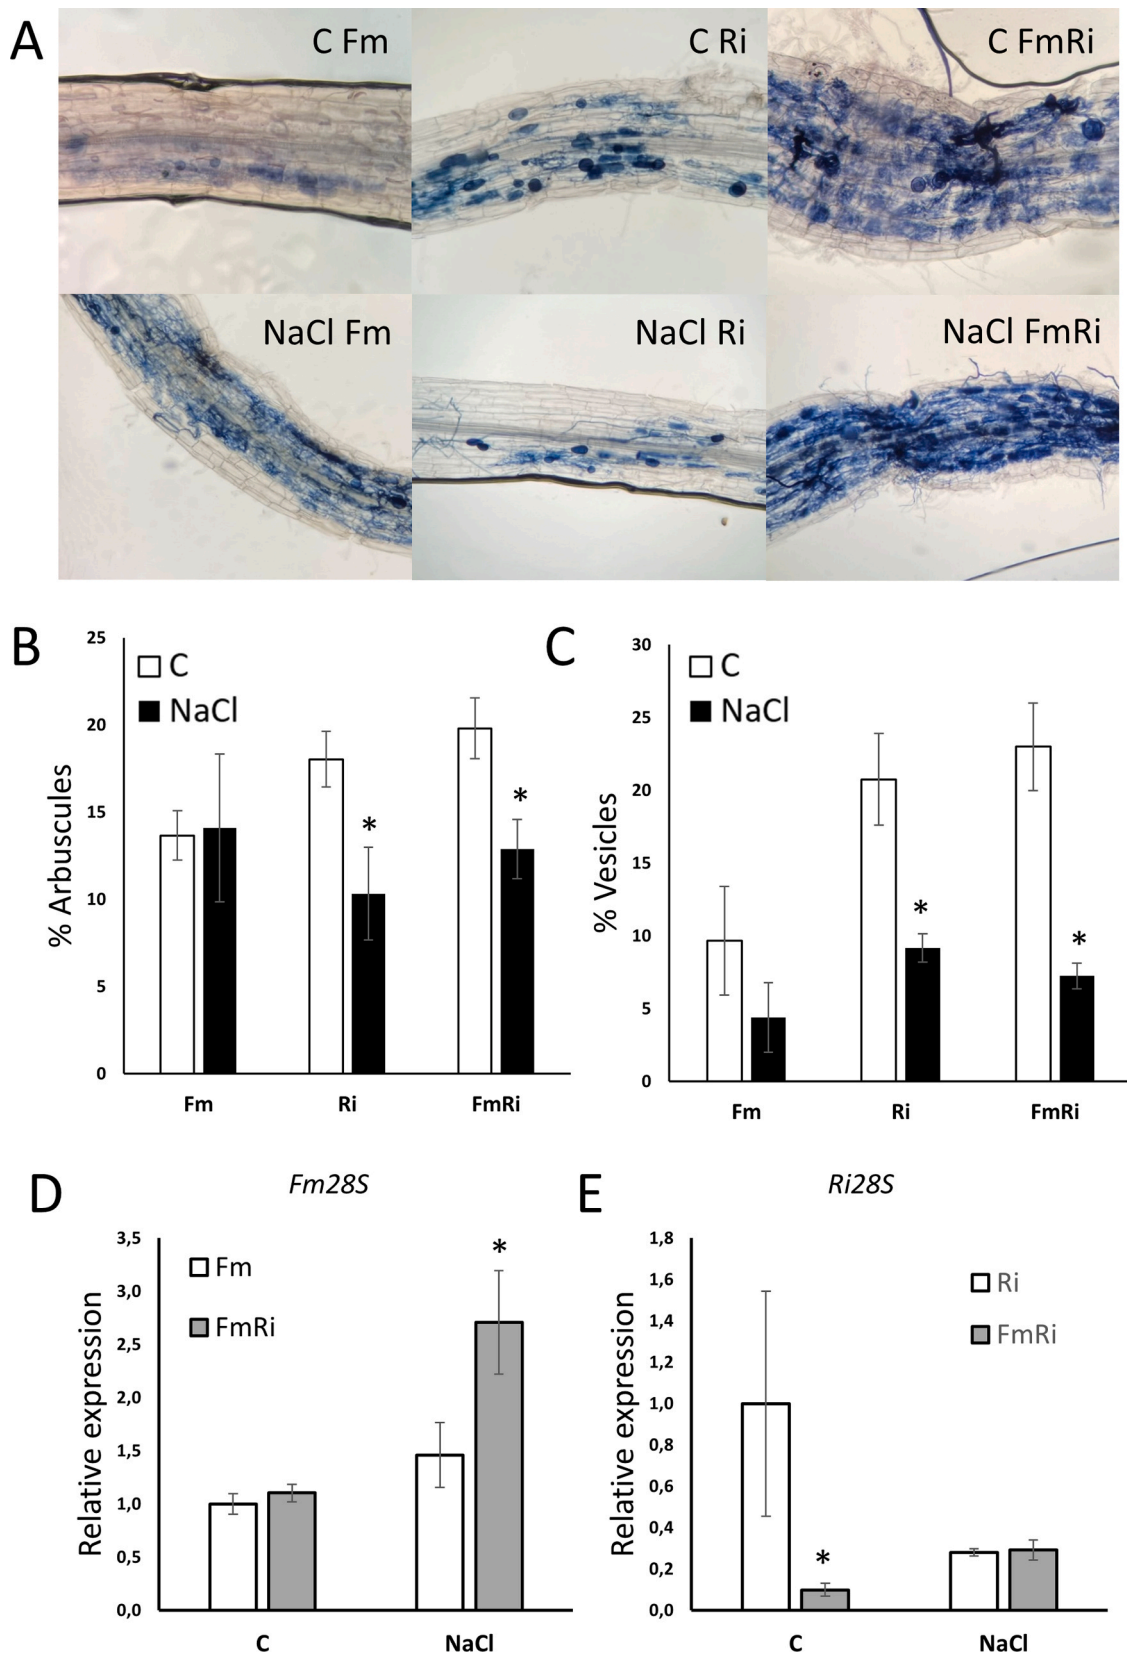 A
C Fm
C Ri
C FmRi
NaCl Fm
NaCl Ri
NaCl FmRi
B
25
20
15
10
5
0
% Arbuscules
C
NaCl
*
*
Fm
Ri
FmRi
C
30
25
20
15
10
5
0
% Vesicles
C
NaCl
*
*
Fm
Ri
FmRi
D
Fm28S
3,5
3,0
2,5
2,0
1,5
1,0
0,5
0,0
Relative expression
Fm
FmRi
*
C
NaCl
E
Ri28S
1,8
1,6
1,4
1,2
1,0
0,8
0,6
0,4
0,2
0,0
Relative expression
Ri
FmRi
*
C
NaCl